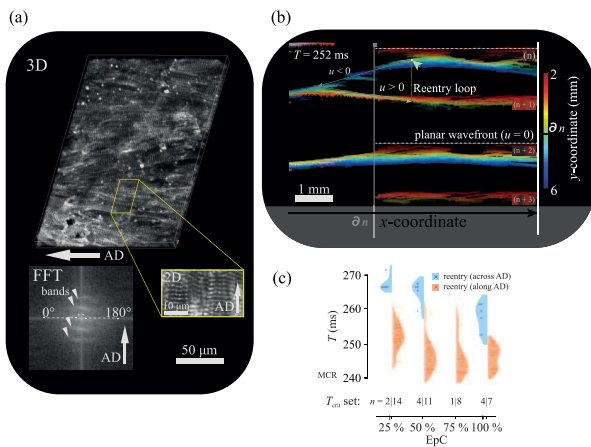 (a)
3D
AD
FFT
bands
0°
180°
AD
2D
10 μm
AD
50 μm
(b)
T = 252 ms
(n)
u < 0
u > 0
Reentry loop
(n + 1)
planar wavefront (u = 0)
(n + 2)
1 mm
(n + 3)
∂n
x-coordinate
2
∂n
6
y-coordinate (mm)
(c)
270
260
250
240
T (ms)
MCR
reentry (across AD)
reentry (along AD)
Tcrit set:
n = 2|14
4|11
1|8
4|7
25 %
50 %
75 %
100 %
EpC